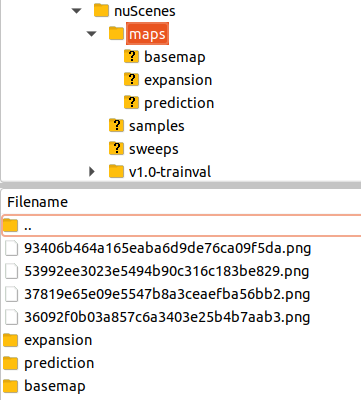 nuScenes
maps
basemap
expansion
prediction
samples
sweeps
v1.0-trainval
Filename
..
93406b464a165eaba6d9de76ca09f5da.png
53992ee3023e5494b90c316c183be829.png
37819e65e09e5547b8a3ceaefba56bb2.png
36092f0b03a857c6a3403e25b4b7aab3.png
expansion
prediction
basemap